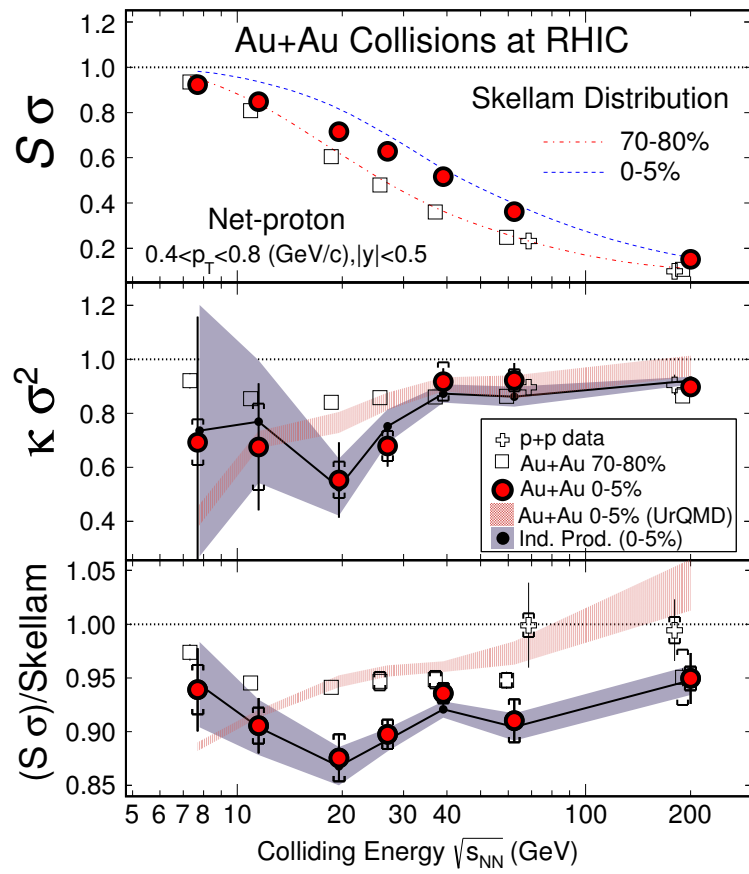 Au+Au Collisions at RHIC
Skellam Distribution
70-80%
0-5%
Net-proton
0.4<p_T<0.8 (GeV/c),|y|<0.5
S σ
1.2
1.0
0.8
0.6
0.4
0.2
κ σ²
1.2
1.0
0.8
0.6
0.4
p+p data
Au+Au 70-80%
Au+Au 0-5%
Au+Au 0-5% (UrQMD)
Ind. Prod. (0-5%)
(S σ)/Skellam
1.05
1.00
0.95
0.90
0.85
5 6 7 8 10 20 30 40 100 200
Colliding Energy √s_NN (GeV)